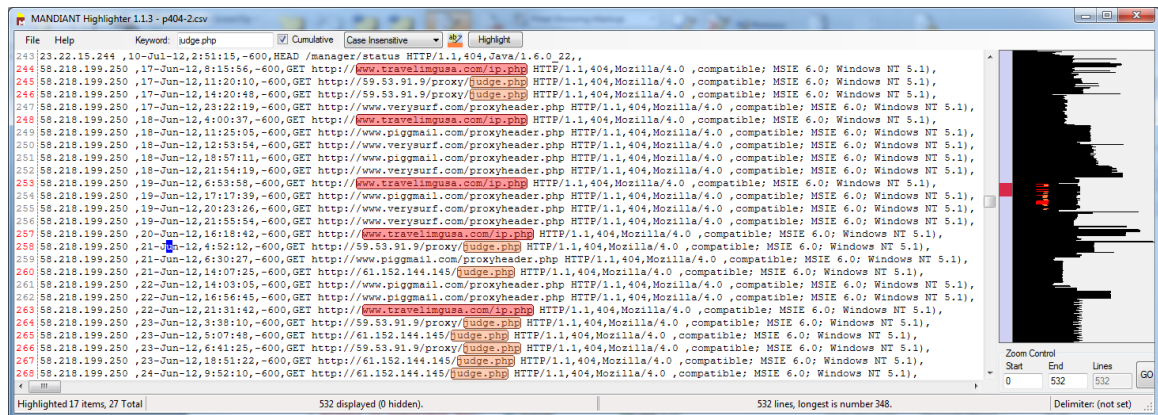 MANDIANT Highlighter 1.1.3 - p404-2.csv
File Help Keyword: judge.php Cumulative Case Insensitive ab Highlight
243 23.22.15.244 ,10-Jul-12,2:51:15,-600,HEAD /manager/status HTTP/1.1,404,Java/1.6.0_22,,
244 58.218.199.250 ,17-Jun-12,8:15:56,-600,GET http://www.travelimgusa.com/ip.php HTTP/1.1,404,Mozilla/4.0 ,compatible; MSIE 6.0; Windows NT 5.1),
245 58.218.199.250 ,17-Jun-12,11:20:10,-600,GET http://59.53.91.9/proxy/judge.php HTTP/1.1,404,Mozilla/4.0 ,compatible; MSIE 6.0; Windows NT 5.1),
246 58.218.199.250 ,17-Jun-12,14:20:48,-600,GET http://59.53.91.9/proxy/judge.php HTTP/1.1,404,Mozilla/4.0 ,compatible; MSIE 6.0; Windows NT 5.1),
247 58.218.199.250 ,17-Jun-12,23:22:19,-600,GET http://www.verysurf.com/proxyheader.php HTTP/1.1,404,Mozilla/4.0 ,compatible; MSIE 6.0; Windows NT 5.1),
248 58.218.199.250 ,18-Jun-12,4:00:37,-600,GET http://www.travelimgusa.com/ip.php HTTP/1.1,404,Mozilla/4.0 ,compatible; MSIE 6.0; Windows NT 5.1),
249 58.218.199.250 ,18-Jun-12,11:25:05,-600,GET http://www.piggmail.com/proxyheader.php HTTP/1.1,404,Mozilla/4.0 ,compatible; MSIE 6.0; Windows NT 5.1),
250 58.218.199.250 ,18-Jun-12,12:53:54,-600,GET http://www.verysurf.com/proxyheader.php HTTP/1.1,404,Mozilla/4.0 ,compatible; MSIE 6.0; Windows NT 5.1),
251 58.218.199.250 ,18-Jun-12,18:57:11,-600,GET http://www.piggmail.com/proxyheader.php HTTP/1.1,404,Mozilla/4.0 ,compatible; MSIE 6.0; Windows NT 5.1),
252 58.218.199.250 ,18-Jun-12,21:54:19,-600,GET http://www.verysurf.com/proxyheader.php HTTP/1.1,404,Mozilla/4.0 ,compatible; MSIE 6.0; Windows NT 5.1),
253 58.218.199.250 ,19-Jun-12,6:53:58,-600,GET http://www.travelimgusa.com/ip.php HTTP/1.1,404,Mozilla/4.0 ,compatible; MSIE 6.0; Windows NT 5.1),
254 58.218.199.250 ,19-Jun-12,17:17:39,-600,GET http://www.piggmail.com/proxyheader.php HTTP/1.1,404,Mozilla/4.0 ,compatible; MSIE 6.0; Windows NT 5.1),
255 58.218.199.250 ,19-Jun-12,20:23:26,-600,GET http://www.verysurf.com/proxyheader.php HTTP/1.1,404,Mozilla/4.0 ,compatible; MSIE 6.0; Windows NT 5.1),
256 58.218.199.250 ,19-Jun-12,21:55:54,-600,GET http://www.verysurf.com/proxyheader.php HTTP/1.1,404,Mozilla/4.0 ,compatible; MSIE 6.0; Windows NT 5.1),
257 58.218.199.250 ,20-Jun-12,16:18:42,-600,GET http://www.travelimgusa.com/ip.php HTTP/1.1,404,Mozilla/4.0 ,compatible; MSIE 6.0; Windows NT 5.1),
258 58.218.199.250 ,21-Jun-12,4:52:12,-600,GET http://59.53.91.9/proxy/judge.php HTTP/1.1,404,Mozilla/4.0 ,compatible; MSIE 6.0; Windows NT 5.1),
259 58.218.199.250 ,21-Jun-12,6:30:27,-600,GET http://www.piggmail.com/proxyheader.php HTTP/1.1,404,Mozilla/4.0 ,compatible; MSIE 6.0; Windows NT 5.1),
260 58.218.199.250 ,21-Jun-12,14:07:25,-600,GET http://61.152.144.145/judge.php HTTP/1.1,404,Mozilla/4.0 ,compatible; MSIE 6.0; Windows NT 5.1),
261 58.218.199.250 ,22-Jun-12,14:03:05,-600,GET http://www.piggmail.com/proxyheader.php HTTP/1.1,404,Mozilla/4.0 ,compatible; MSIE 6.0; Windows NT 5.1),
262 58.218.199.250 ,22-Jun-12,16:56:45,-600,GET http://www.piggmail.com/proxyheader.php HTTP/1.1,404,Mozilla/4.0 ,compatible; MSIE 6.0; Windows NT 5.1),
263 58.218.199.250 ,22-Jun-12,21:31:42,-600,GET http://www.travelimgusa.com/ip.php HTTP/1.1,404,Mozilla/4.0 ,compatible; MSIE 6.0; Windows NT 5.1),
264 58.218.199.250 ,23-Jun-12,3:38:10,-600,GET http://59.53.91.9/proxy/judge.php HTTP/1.1,404,Mozilla/4.0 ,compatible; MSIE 6.0; Windows NT 5.1),
265 58.218.199.250 ,23-Jun-12,5:07:48,-600,GET http://61.152.144.145/judge.php HTTP/1.1,404,Mozilla/4.0 ,compatible; MSIE 6.0; Windows NT 5.1),
266 58.218.199.250 ,23-Jun-12,6:41:25,-600,GET http://59.53.91.9/proxy/judge.php HTTP/1.1,404,Mozilla/4.0 ,compatible; MSIE 6.0; Windows NT 5.1),
267 58.218.199.250 ,23-Jun-12,18:51:22,-600,GET http://61.152.144.145/judge.php HTTP/1.1,404,Mozilla/4.0 ,compatible; MSIE 6.0; Windows NT 5.1),
268 58.218.199.250 ,24-Jun-12,9:52:10,-600,GET http://61.152.144.145/judge.php HTTP/1.1,404,Mozilla/4.0 ,compatible; MSIE 6.0; Windows NT 5.1),
Zoom Control
Start End Lines
0 532 532 GO
Highlighted 17 items, 27 Total 532 displayed (0 hidden). 532 lines, longest is number 348. Delimiter: (not set)